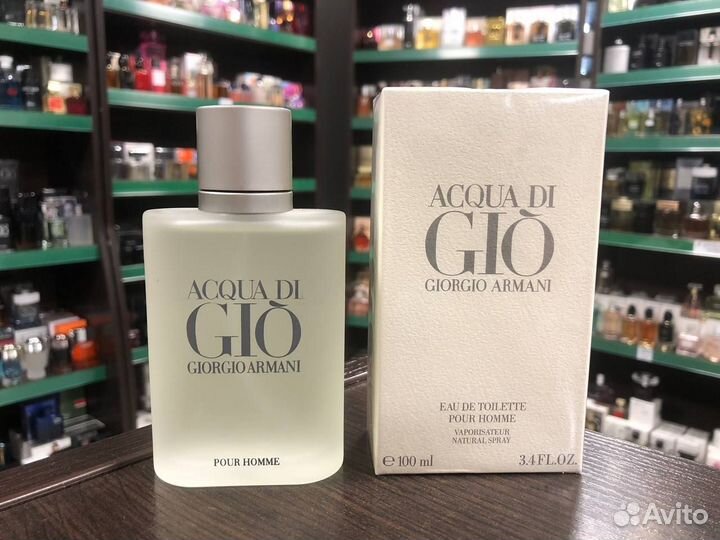 ACQUA DI
GIÒ
GIORGIO ARMANI
POUR HOMME
ACQUA DI
GIÒ
GIORGIO ARMANI
EAU DE TOILETTE
POUR HOMME
VAPORISATEUR
NATURAL SPRAY
℮ 100 ml 3.4 FL.OZ.
Avito